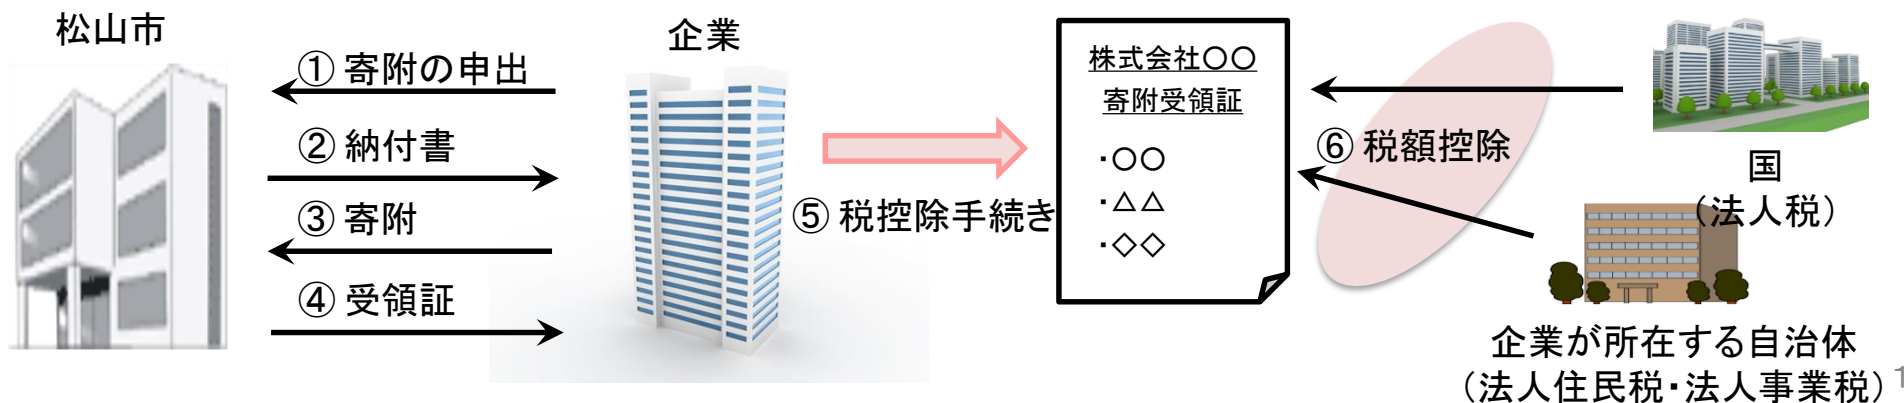 松山市
①寄附の申出
②納付書
③寄附
④受領証
企業
⑤税控除手続き
株式会社〇〇
寄附受領証
・〇〇
・△△
・◇◇
⑥税額控除
国
（法人税）
企業が所在する自治体
（法人住民税・法人事業税）